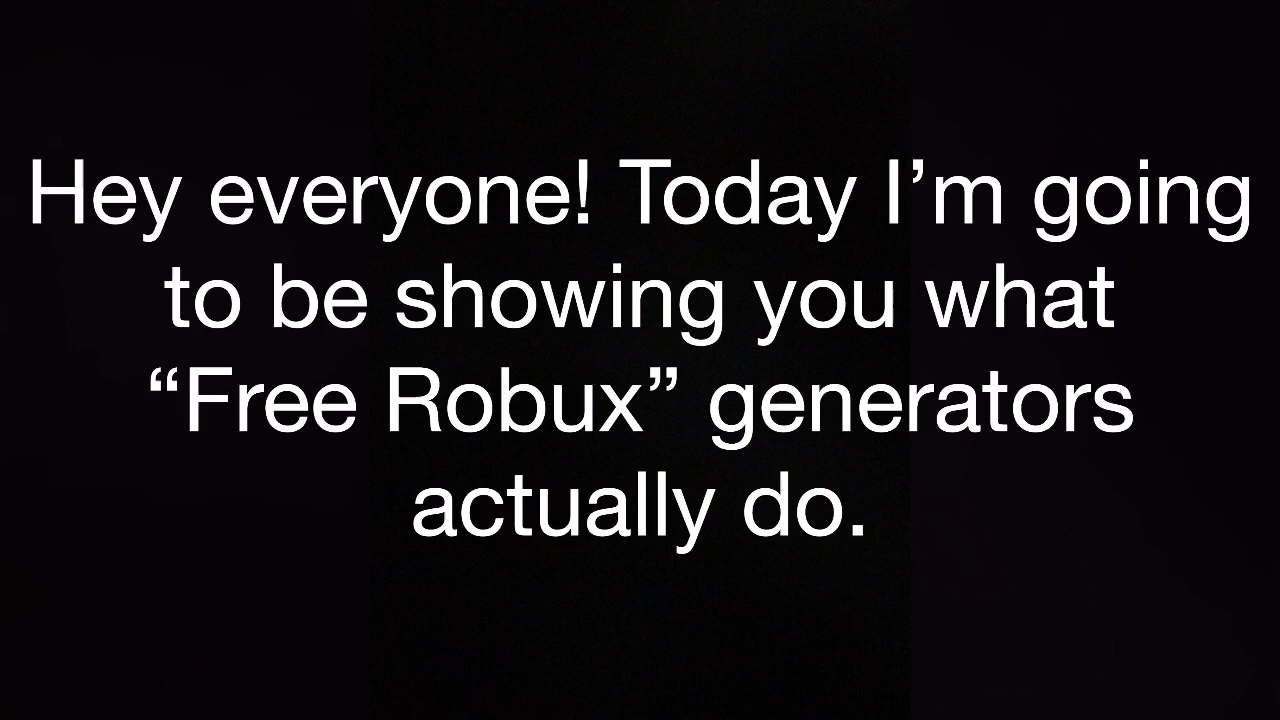 Hey everyone! Today I’m going
to be showing you what
“Free Robux” generators
actually do.